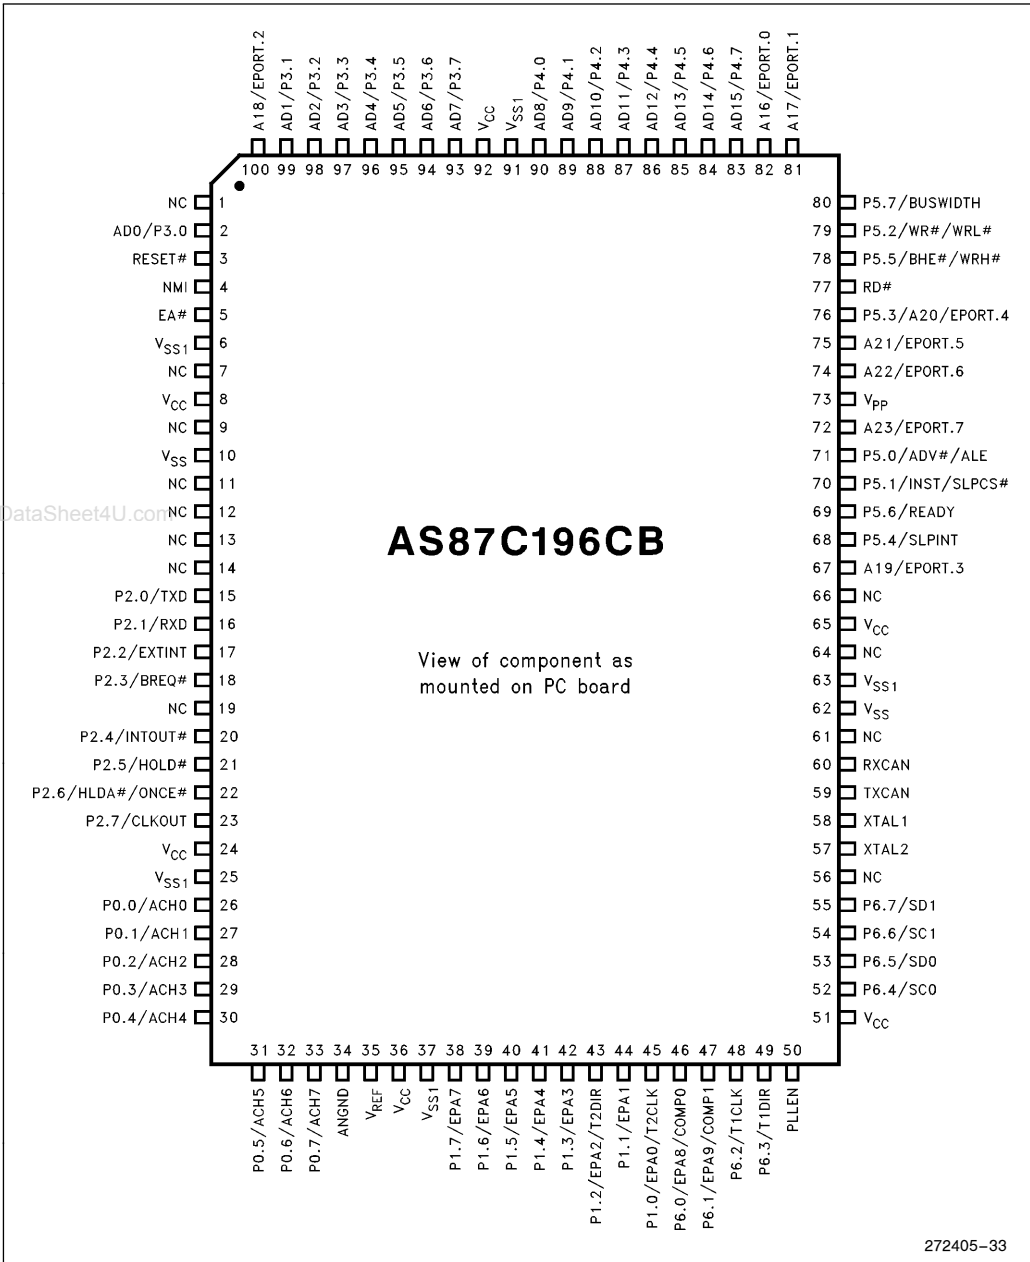 A18/EPORT.2
AD1/P3.1
AD2/P3.2
AD3/P3.3
AD4/P3.4
AD5/P3.5
AD6/P3.6
AD7/P3.7
VCC
VSS1
AD8/P4.0
AD9/P4.1
AD10/P4.2
AD11/P4.3
AD12/P4.4
AD13/P4.5
AD14/P4.6
AD15/P4.7
A16/EPORT.0
A17/EPORT.1
100 99 98 97 96 95 94 93 92 91 90 89 88 87 86 85 84 83 82 81
NC 1
AD0/P3.0 2
RESET# 3
NMI 4
EA# 5
VSS1 6
NC 7
VCC 8
NC 9
VSS 10
NC 11
NC 12
NC 13
NC 14
P2.0/TXD 15
P2.1/RXD 16
P2.2/EXTINT 17
P2.3/BREQ# 18
NC 19
P2.4/INTOUT# 20
P2.5/HOLD# 21
P2.6/HLDA#/ONCE# 22
P2.7/CLKOUT 23
VCC 24
VSS1 25
P0.0/ACH0 26
P0.1/ACH1 27
P0.2/ACH2 28
P0.3/ACH3 29
P0.4/ACH4 30
DataSheet4U.com
AS87C196CB
View of component as
mounted on PC board
80 P5.7/BUSWIDTH
79 P5.2/WR#/WRL#
78 P5.5/BHE#/WRH#
77 RD#
76 P5.3/A20/EPORT.4
75 A21/EPORT.5
74 A22/EPORT.6
73 VPP
72 A23/EPORT.7
71 P5.0/ADV#/ALE
70 P5.1/INST/SLPCS#
69 P5.6/READY
68 P5.4/SLPINT
67 A19/EPORT.3
66 NC
65 VCC
64 NC
63 VSS1
62 VSS
61 NC
60 RXCAN
59 TXCAN
58 XTAL1
57 XTAL2
56 NC
55 P6.7/SD1
54 P6.6/SC1
53 P6.5/SD0
52 P6.4/SC0
51 VCC
31 32 33 34 35 36 37 38 39 40 41 42 43 44 45 46 47 48 49 50
P0.5/ACH5
P0.6/ACH6
P0.7/ACH7
ANGND
VREF
VCC
VSS1
P1.7/EPA7
P1.6/EPA6
P1.5/EPA5
P1.4/EPA4
P1.3/EPA3
P1.2/EPA2/T2DIR
P1.1/EPA1
P1.0/EPA0/T2CLK
P6.0/EPA8/COMP0
P6.1/EPA9/COMP1
P6.2/T1CLK
P6.3/T1DIR
PLLEN
272405-33